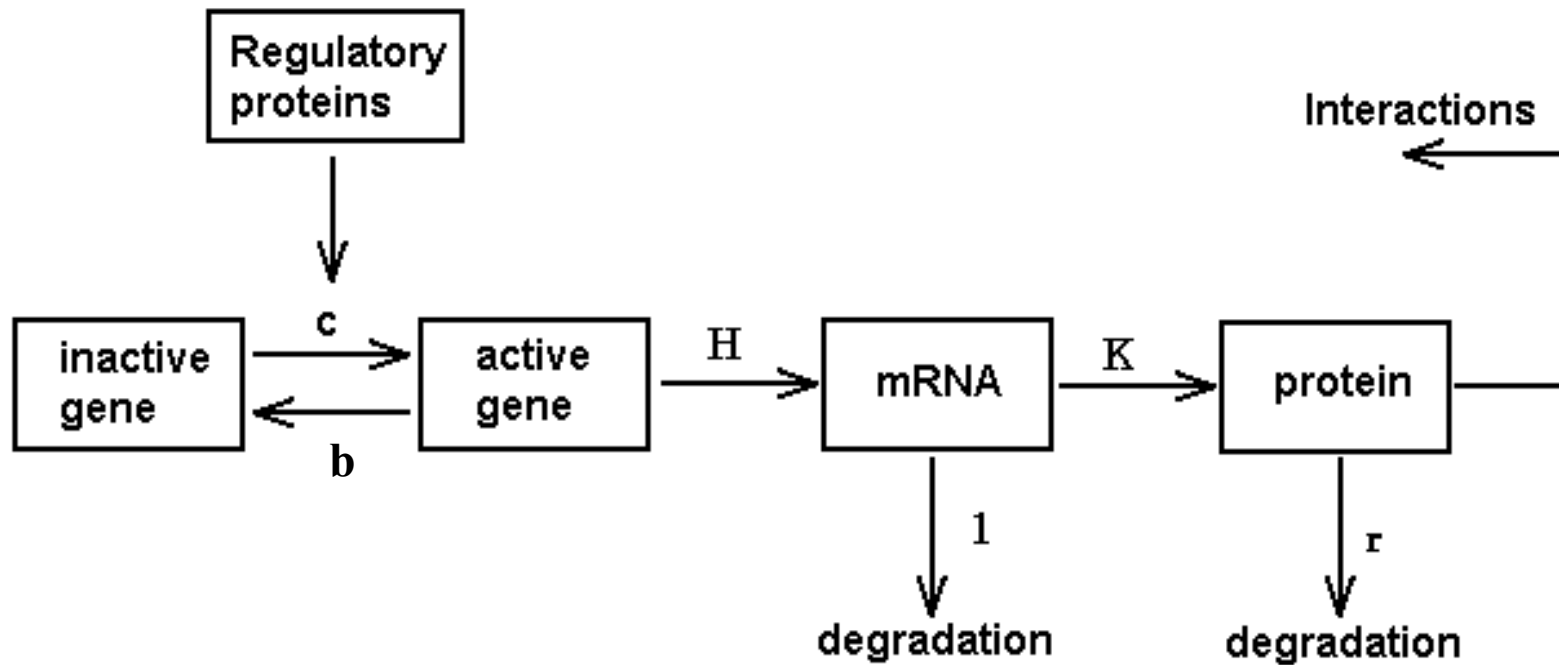 Regulatory
proteins
Interactions
c
inactive
gene
b
active
gene
H
mRNA
K
protein
1
degradation
r
degradation